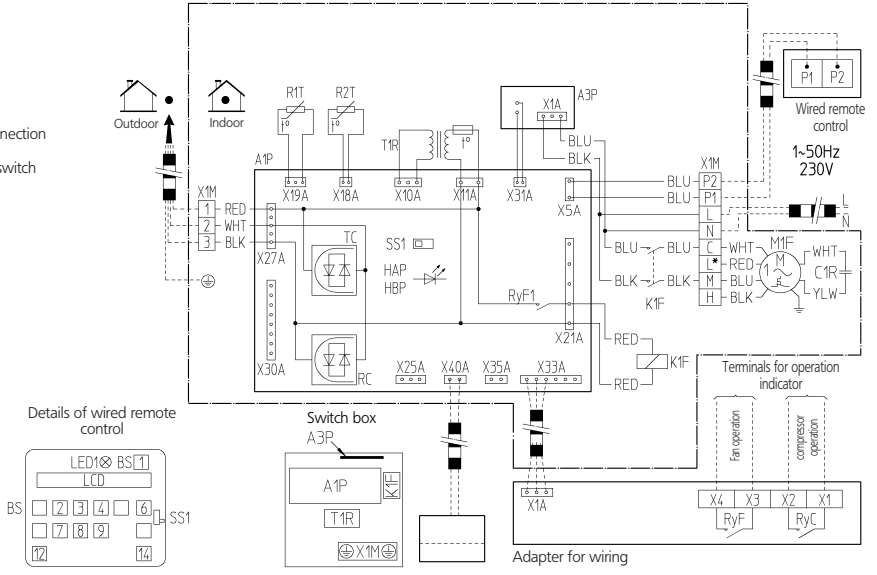 nnection
switch
Outdoor
Indoor
R1T
R2T
t°
t°
T1R
t°
A3P
X1A
BLU
BLK
P1 P2
Wired remote
control
1~50Hz
230V
A1P
X19A
X18A
X10A
X11A
X31A
X5A
X1M
BLU P2
BLU P1
L
N
L
N
X1M
1 RED
2 WHT
3 BLK
X27A
TC
SS1
HAP
HBP
BLU BLU C WHT
L* RED
BLK BLK M BLU
H BLK
K1F
M1F
M
1~
WHT
C1R
YLW
RyF1
X21A
X30A
RC
X25A
X40A
X35A
X33A
RED
K1F
RED
Terminals for operation
indicator
Fan operation
compressor
operation
Details of wired remote
control
LED1 BS 1
LCD
BS
2 3 4 6
7 8 9
12 14
SS1
Switch box
A3P
A1P
K1F
T1R
X1M
X1A
X4 X3 X2 X1
RyF
RyC
Adapter for wiring